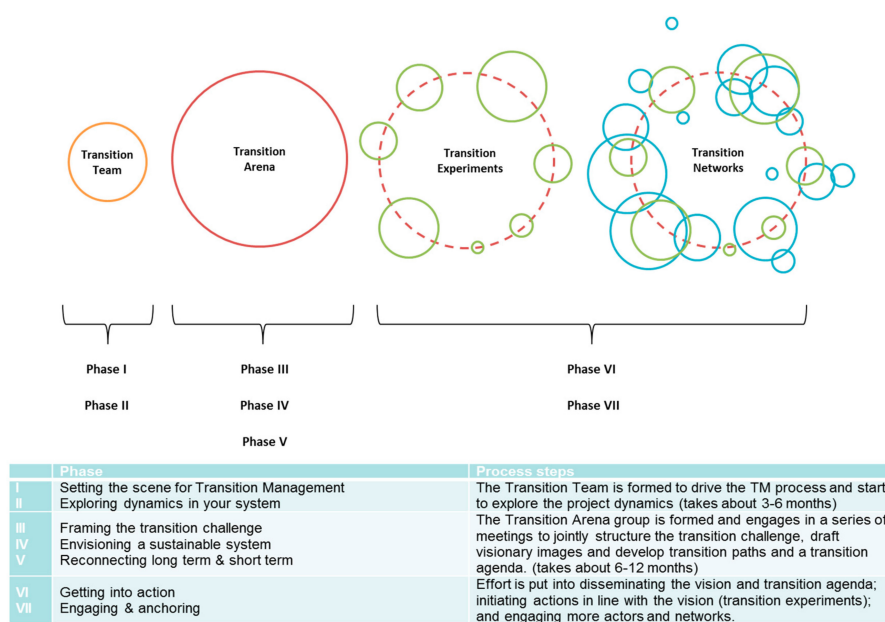 Transition
Team
Transition
Arena
Transition
Experiments
Transition
Networks
Phase I
Phase II
Phase III
Phase IV
Phase V
Phase VI
Phase VII
Phase
Process steps
I
Setting the scene for Transition Management
II
Exploring dynamics in your system
The Transition Team is formed to drive the TM process and start
to explore the project dynamics (takes about 3-6 months)
III
Framing the transition challenge
IV
Envisioning a sustainable system
V
Reconnecting long term & short term
The Transition Arena group is formed and engages in a series of
meetings to jointly structure the transition challenge, draft
visionary images and develop transition paths and a transition
agenda. (takes about 6-12 months)
VI
Getting into action
VII
Engaging & anchoring
Effort is put into disseminating the vision and transition agenda;
initiating actions in line with the vision (transition experiments);
and engaging more actors and networks.